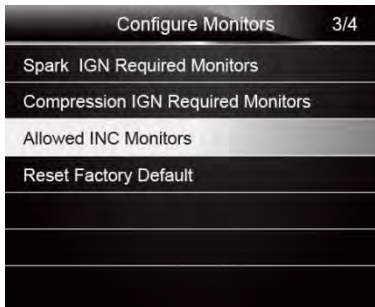 Configure Monitors 3/4
Spark IGN Required Monitors
Compression IGN Required Monitors
Allowed INC Monitors
Reset Factory Default